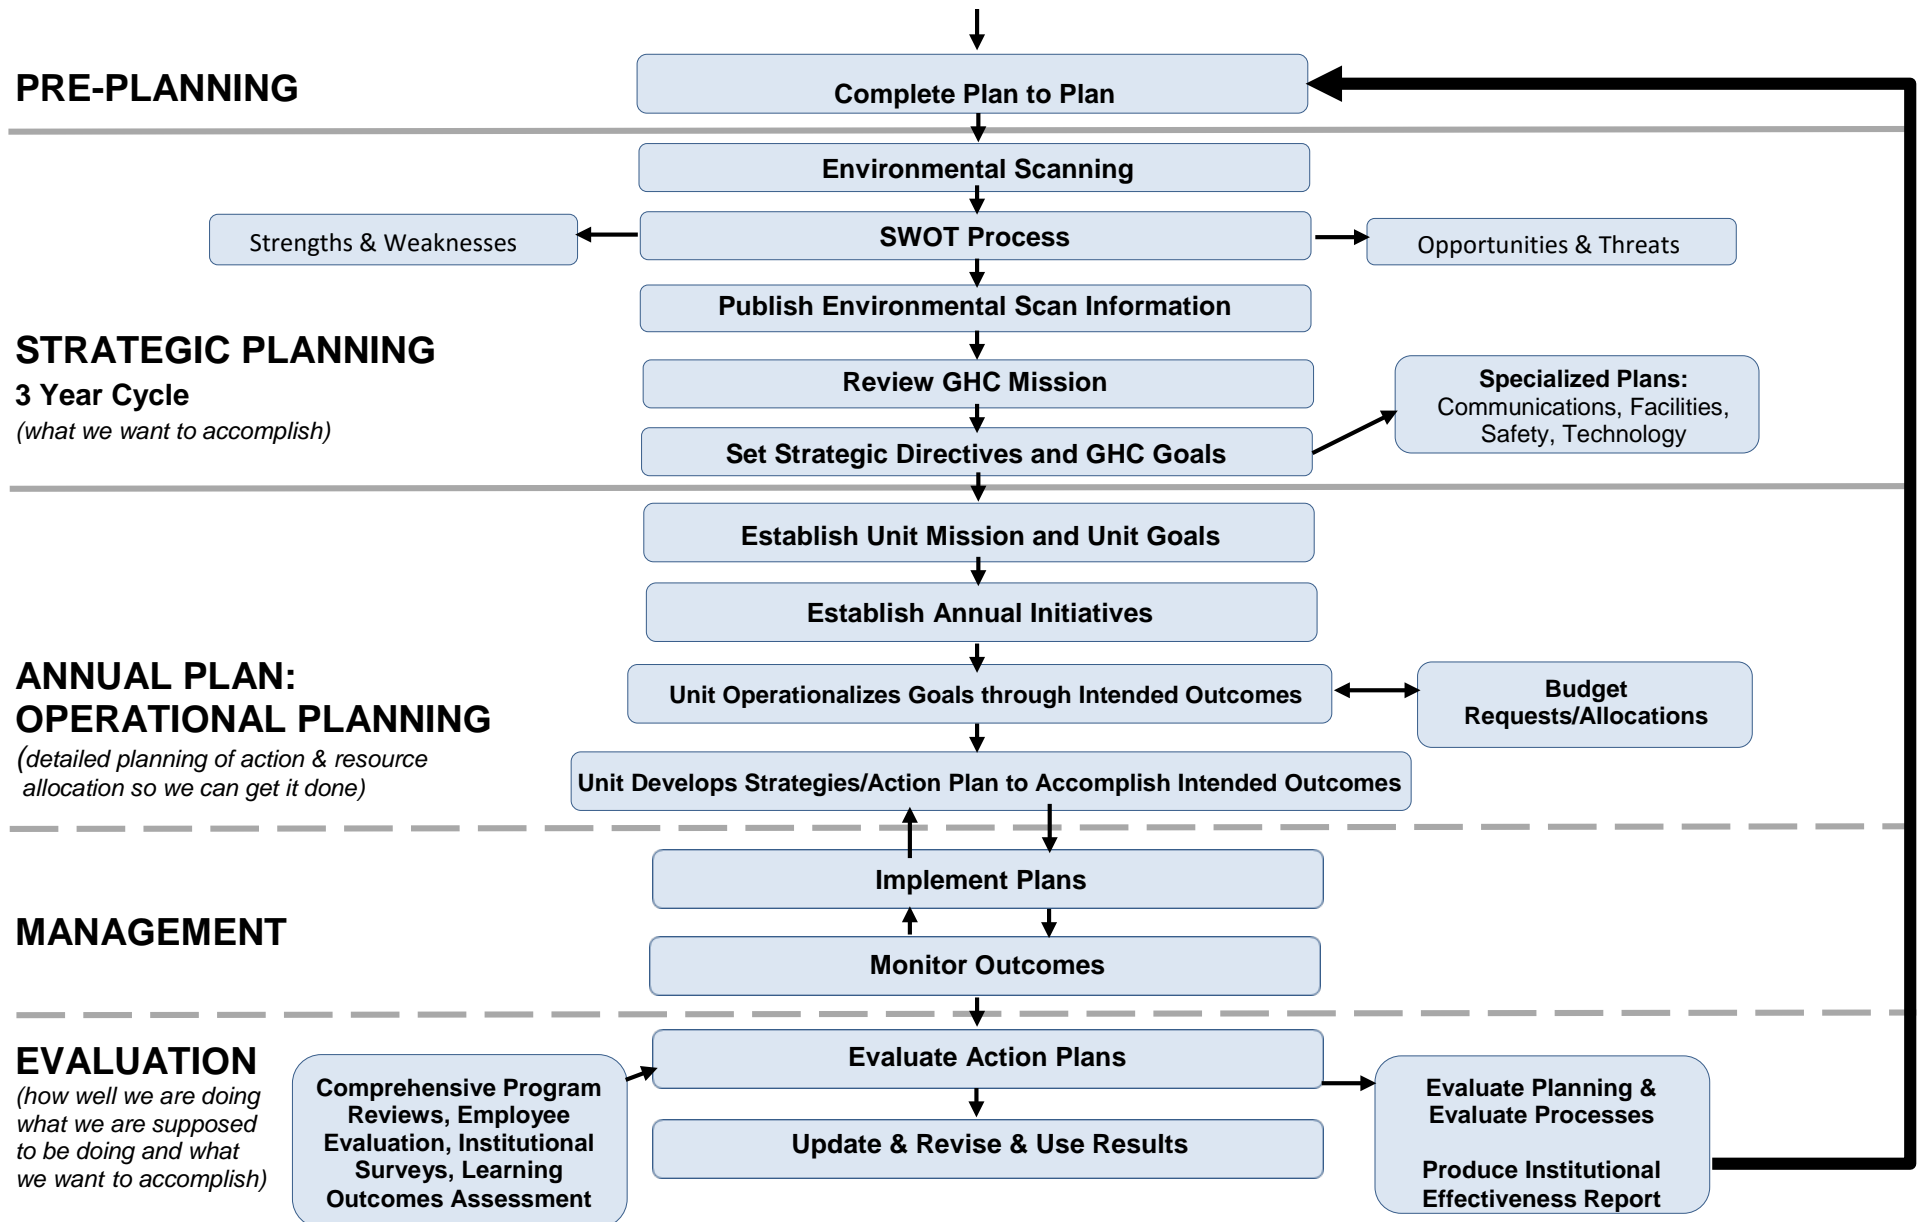 PRE-PLANNING
Complete Plan to Plan
Environmental Scanning
Strengths & Weaknesses
SWOT Process
Opportunities & Threats
Publish Environmental Scan Information
STRATEGIC PLANNING
3 Year Cycle
(what we want to accomplish)
Review GHC Mission
Specialized Plans:
Communications, Facilities,
Safety, Technology
Set Strategic Directives and GHC Goals
Establish Unit Mission and Unit Goals
Establish Annual Initiatives
ANNUAL PLAN:
OPERATIONAL PLANNING
(detailed planning of action & resource
allocation so we can get it done)
Unit Operationalizes Goals through Intended Outcomes
Budget
Requests/Allocations
Unit Develops Strategies/Action Plan to Accomplish Intended Outcomes
Implement Plans
MANAGEMENT
Monitor Outcomes
EVALUATION
(how well we are doing
what we are supposed
to be doing and what
we want to accomplish)
Comprehensive Program
Reviews, Employee
Evaluation, Institutional
Surveys, Learning
Outcomes Assessment
Evaluate Action Plans
Update & Revise & Use Results
Evaluate Planning &
Evaluate Processes
Produce Institutional
Effectiveness Report